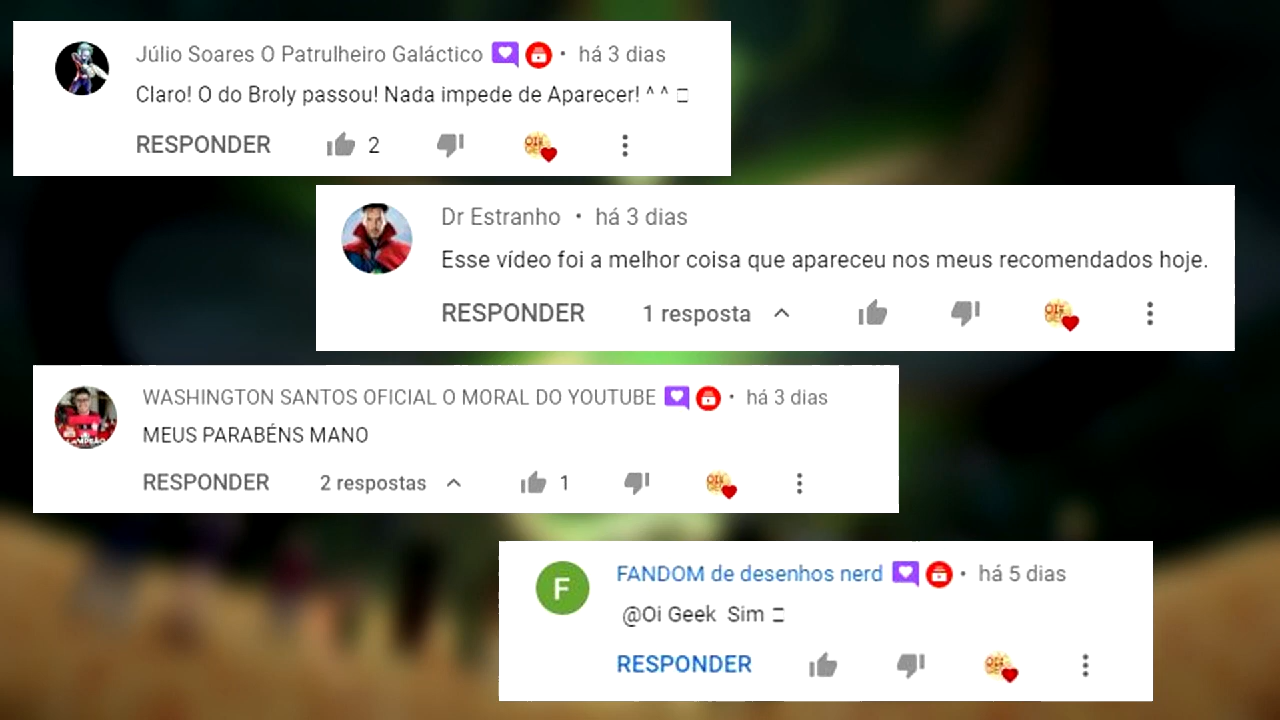 Júlio Soares O Patrulheiro Galáctico • há 3 dias
Claro! O do Broly passou! Nada impede de Aparecer! ^ ^ □
RESPONDER 2
Dr Estranho • há 3 dias
Esse vídeo foi a melhor coisa que apareceu nos meus recomendados hoje.
RESPONDER 1 resposta
WASHINGTON SANTOS OFICIAL O MORAL DO YOUTUBE • há 3 dias
MEUS PARABÉNS MANO
RESPONDER 2 respostas 1
F
FANDOM de desenhos nerd • há 5 dias
@Oi Geek Sim
RESPONDER